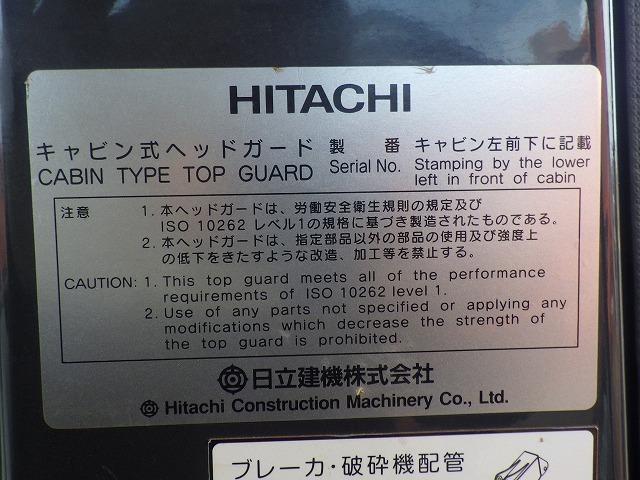 HITACHI
キャビン式ヘッドガード 製 番 キャビン左前下に記載
CABIN TYPE TOP GUARD Serial No. Stamping by the lower
left in front of cabin
注意 1. 本ヘッドガードは、労働安全衛生規則の規定及び
ISO 10262 レベル1の規格に基づき製造されたものである。
2. 本ヘッドガードは、指定部品以外の部品の使用及び強度上
の低下をきたすような改造、加工等を禁止する。
CAUTION: 1. This top guard meets all of the performance
requirements of ISO 10262 level 1.
2. Use of any parts not specified or applying any
modifications which decrease the strength of
the top guard is prohibited.
日立建機株式会社
Hitachi Construction Machinery Co., Ltd.
ブレーカ・破砕機配管